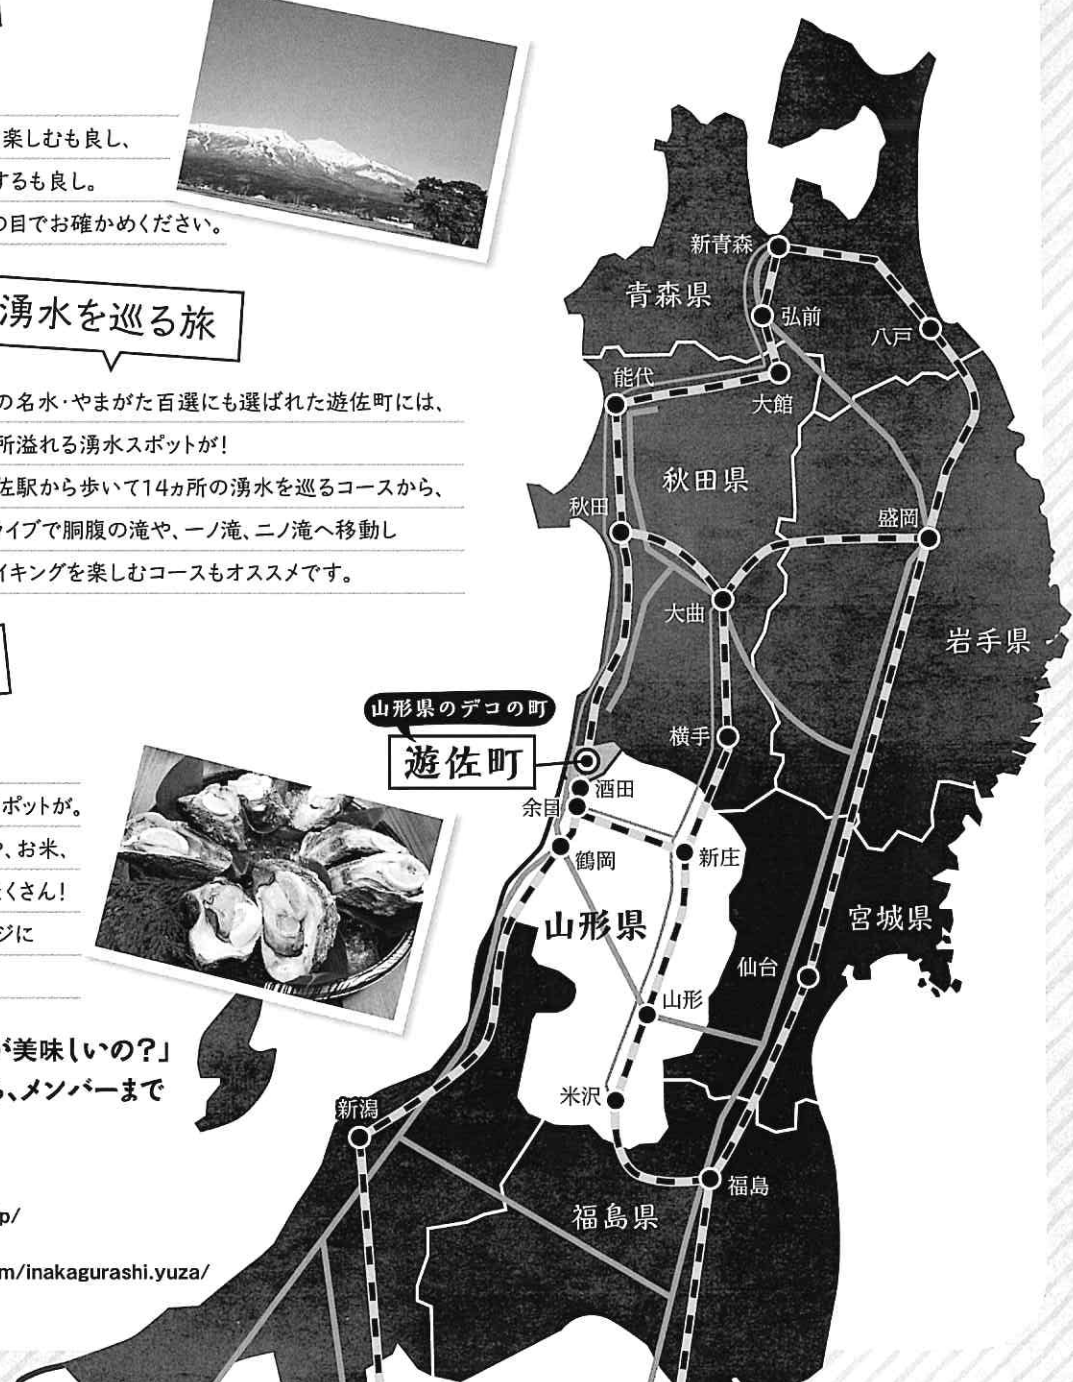 楽しむも良し、
するも良し。
の目でお確かめください。
湧水を巡る旅
の名水・やまがた百選にも選ばれた遊佐町には、
所溢れる湧水スポットが!
佐駅から歩いて14ヵ所の湧水を巡るコースから、
ライブで胴腹の滝や、一ノ滝、二ノ滝へ移動し
イキングを楽しむコースもオススメです。
ポットが。
や、お米、
たくさん!
ジに
が美味しいの?」
ら、メンバーまで
p/
m/inakagurashi.yuza/
新青森
青森県
弘前
八戸
能代
大館
秋田県
秋田
盛岡
大曲
岩手県
山形県のデコの町
遊佐町
横手
酒田
余目
鶴岡
新庄
山形県
宮城県
仙台
山形
米沢
新潟
福島
福島県